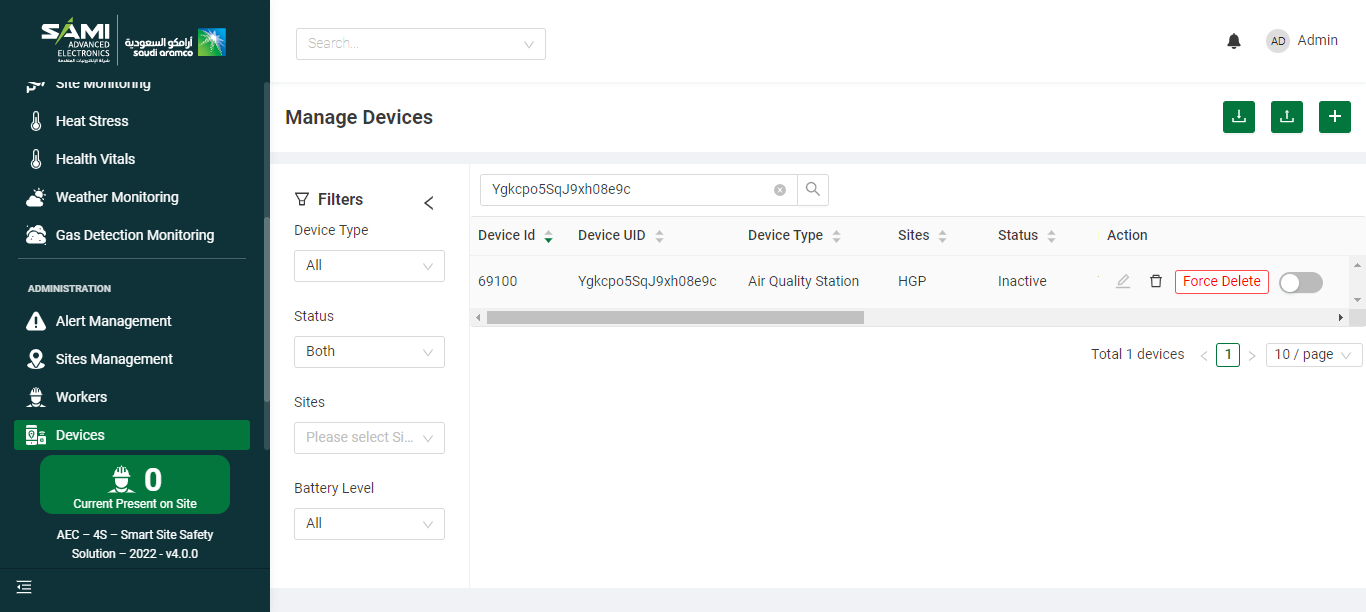 SAMI
ADVANCED
ELECTRONICS
شركة الإلكترونيات المتقدمة
أرامكو السعودية
saudi aramco
Site Monitoring
Heat Stress
Health Vitals
Weather Monitoring
Gas Detection Monitoring
ADMINISTRATION
Alert Management
Sites Management
Workers
Devices
0
Current Present on Site
AEC – 4S – Smart Site Safety
Solution – 2022 - v4.0.0
Search...
AD Admin
Manage Devices
Filters
Device Type
All
Status
Both
Sites
Please select Si...
Battery Level
All
Ygkcpo5SqJ9xh08e9c
Device Id Device UID Device Type Sites Status Action
69100 Ygkcpo5SqJ9xh08e9c Air Quality Station HGP Inactive Force Delete
Total 1 devices 1 10 / page